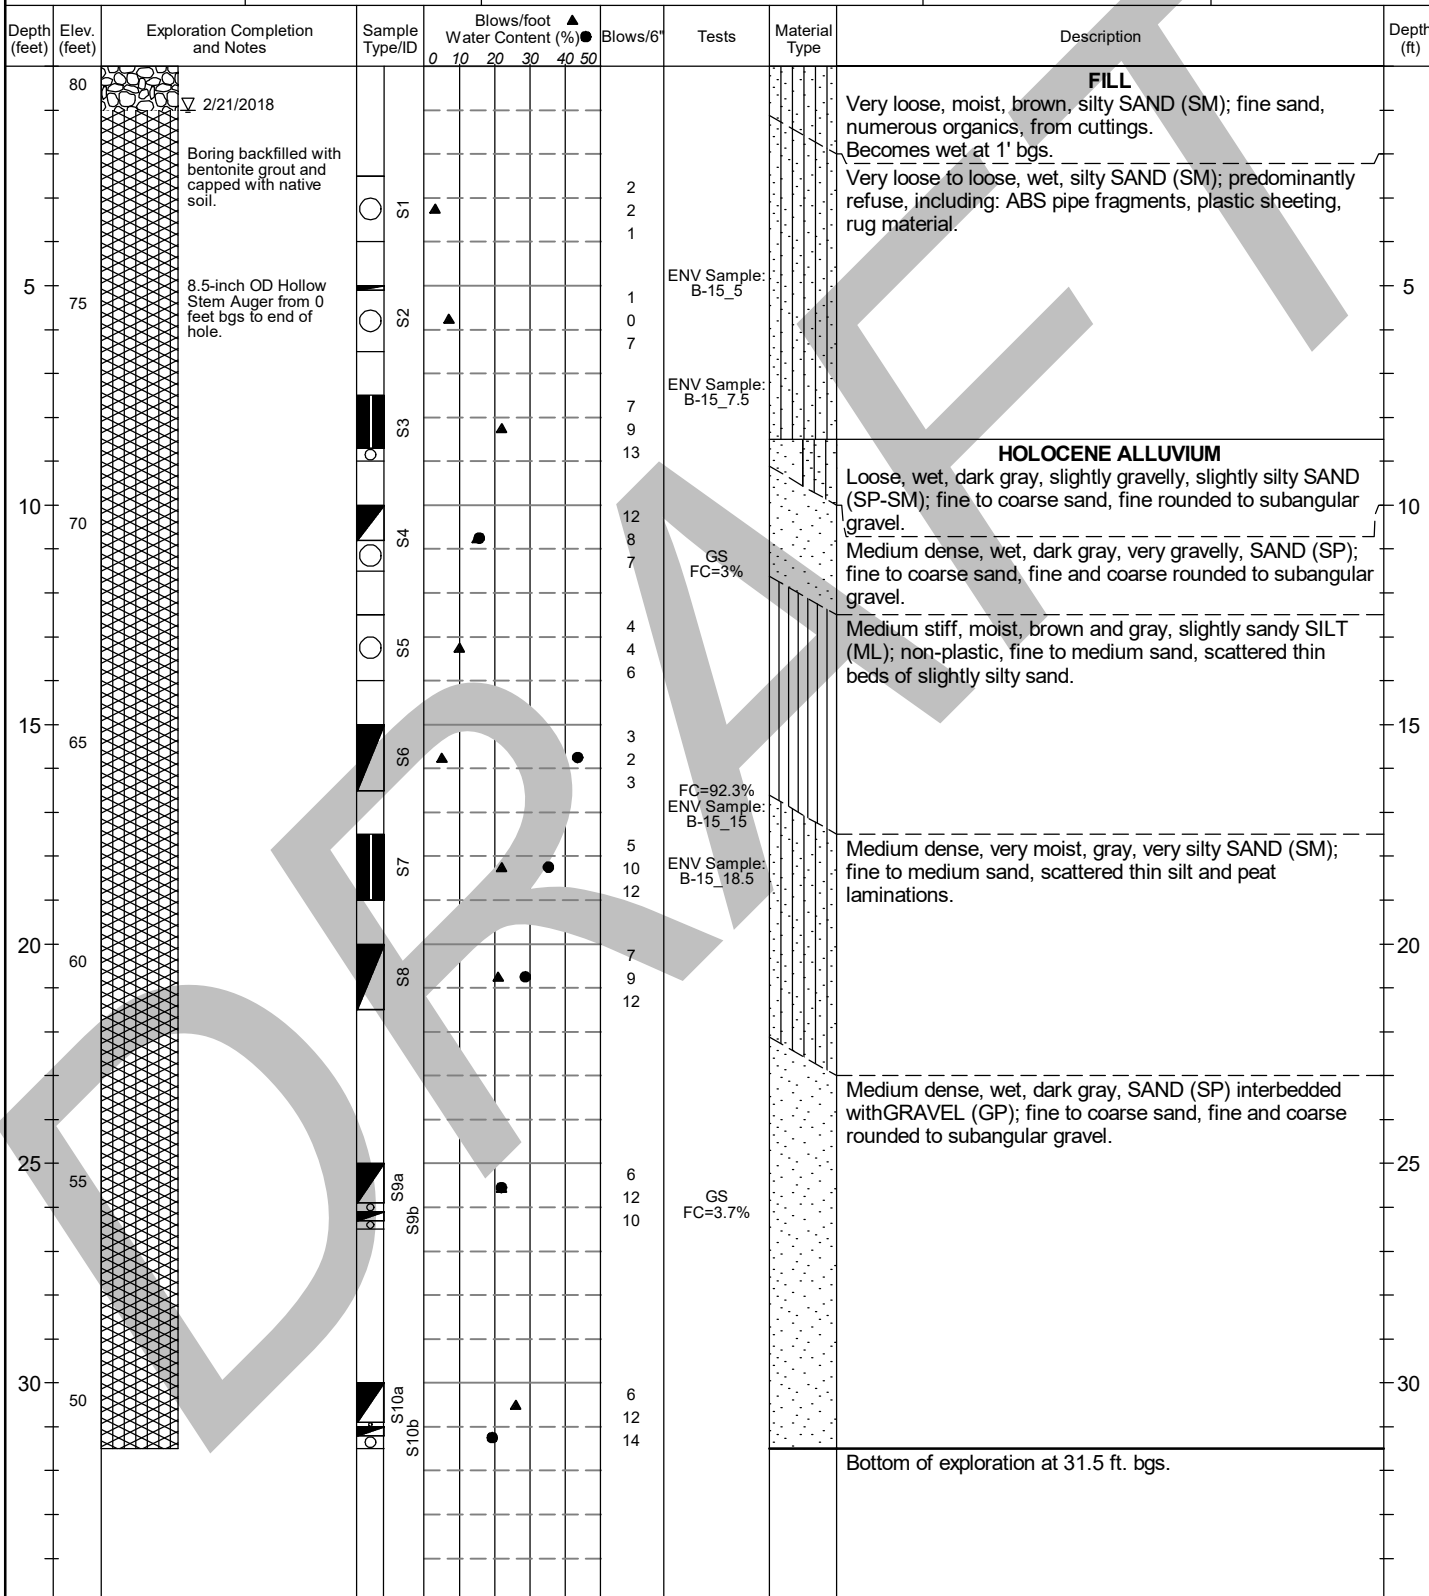 Depth
(feet)
Elev.
(feet)
Exploration Completion
and Notes
Sample
Type/ID
Blows/foot
Water Content (%)
0 10 20 30 40 50
Blows/6"
Tests
Material
Type
Description
Depth
(ft)
80
2/21/2018
Boring backfilled with
bentonite grout and
capped with native
soil.
8.5-inch OD Hollow
Stem Auger from 0
feet bgs to end of
hole.
FILL
Very loose, moist, brown, silty SAND (SM); fine sand,
numerous organics, from cuttings.
Becomes wet at 1' bgs.
Very loose to loose, wet, silty SAND (SM); predominantly
refuse, including: ABS pipe fragments, plastic sheeting,
rug material.
S1
2
2
1
5
75
S2
1
0
7
ENV Sample:
B-15_5
5
S3
7
9
13
ENV Sample:
B-15_7.5
HOLOCENE ALLUVIUM
Loose, wet, dark gray, slightly gravelly, slightly silty SAND
(SP-SM); fine to coarse sand, fine rounded to subangular
gravel.
10
70
S4
12
8
7
GS
FC=3%
10
Medium dense, wet, dark gray, very gravelly, SAND (SP);
fine to coarse sand, fine and coarse rounded to subangular
gravel.
S5
4
4
6
Medium stiff, moist, brown and gray, slightly sandy SILT
(ML); non-plastic, fine to medium sand, scattered thin
beds of slightly silty sand.
15
65
S6
3
2
3
FC=92.3%
ENV Sample:
B-15_15
15
S7
5
10
12
ENV Sample:
B-15_18.5
Medium dense, very moist, gray, very silty SAND (SM);
fine to medium sand, scattered thin silt and peat
laminations.
20
60
S8
7
9
12
20
Medium dense, wet, dark gray, SAND (SP) interbedded
withGRAVEL (GP); fine to coarse sand, fine and coarse
rounded to subangular gravel.
25
55
S9a
S9b
6
12
10
GS
FC=3.7%
25
30
50
S10a
S10b
6
12
14
30
Bottom of exploration at 31.5 ft. bgs.
DRAFT